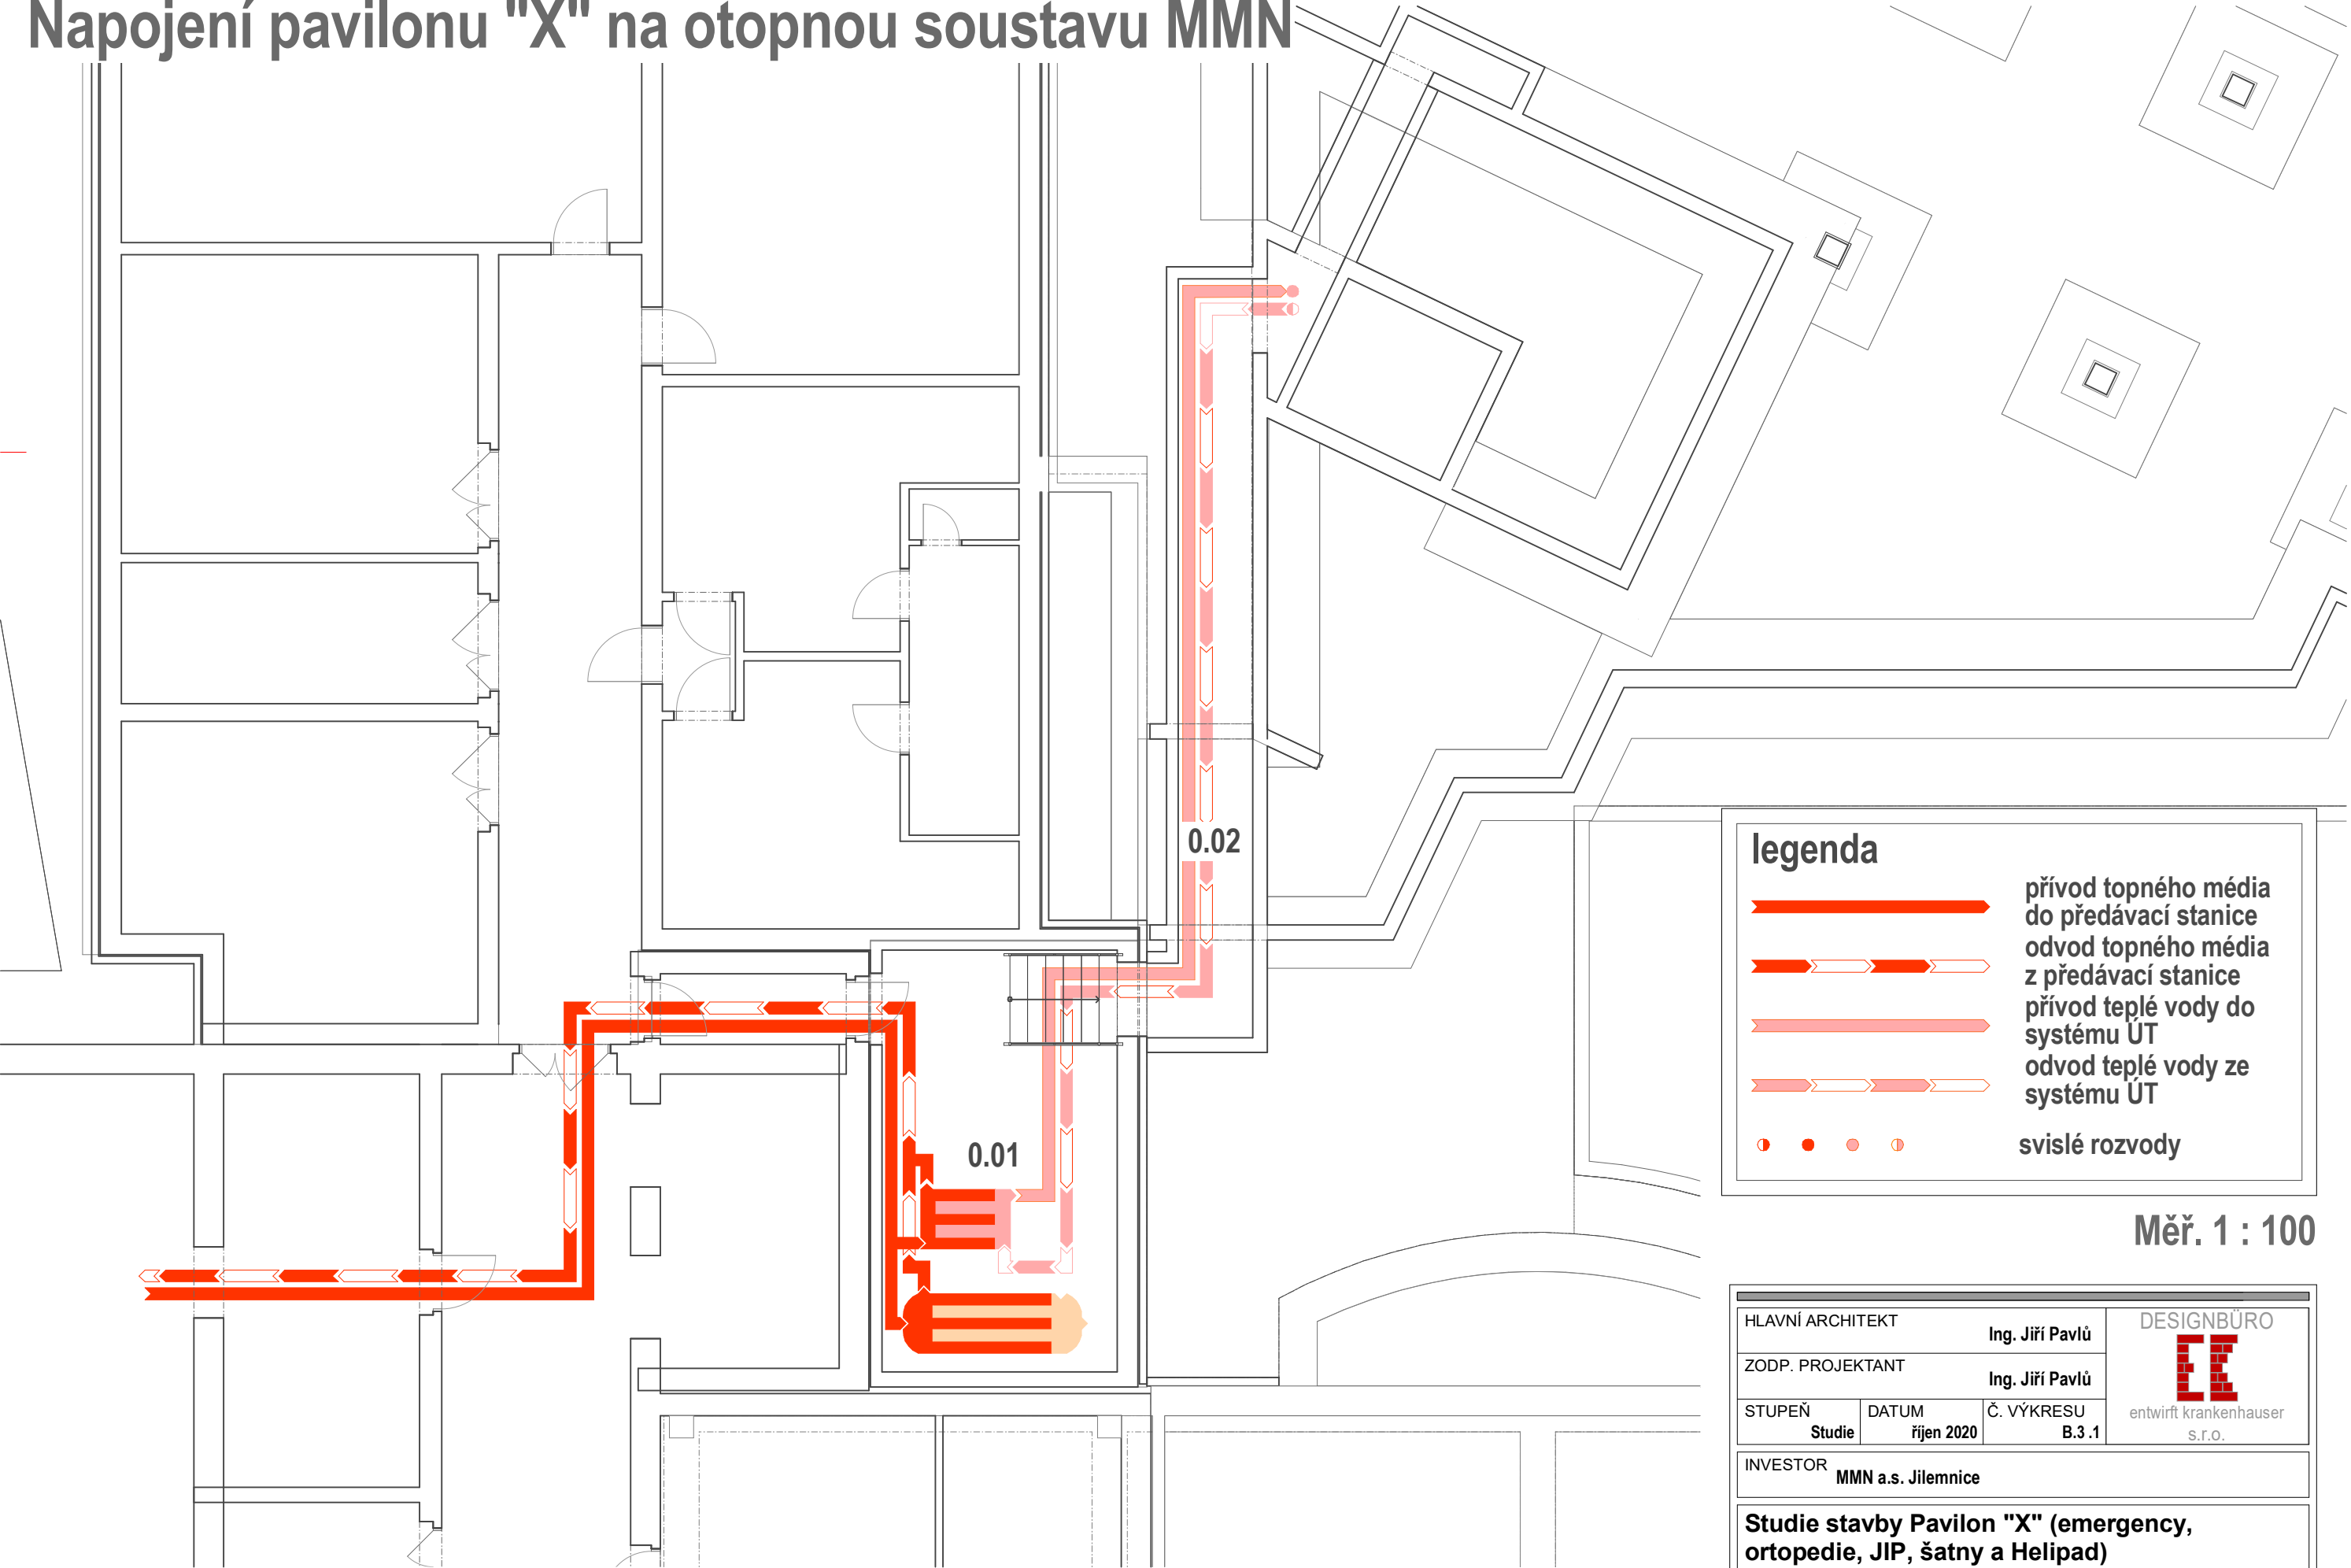 Napojení pavilonu "X" na otopnou soustavu MMN
0.02
0.01
legenda
přívod topného média
do předávací stanice
odvod topného média
z předávací stanice
přívod teplé vody do
systému ÚT
odvod teplé vody ze
systému ÚT
svislé rozvody
Měř. 1 : 100
HLAVNÍ ARCHITEKT
Ing. Jiří Pavlů
ZODP. PROJEKTANT
Ing. Jiří Pavlů
STUPEŇ
Studie
DATUM
říjen 2020
Č. VÝKRESU
B.3 .1
DESIGNBÜRO
EK
entwirft krankenhauser
s.r.o.
INVESTOR
MMN a.s. Jilemnice
Studie stavby Pavilon "X" (emergency,
ortopedie, JIP, šatny a Helipad)